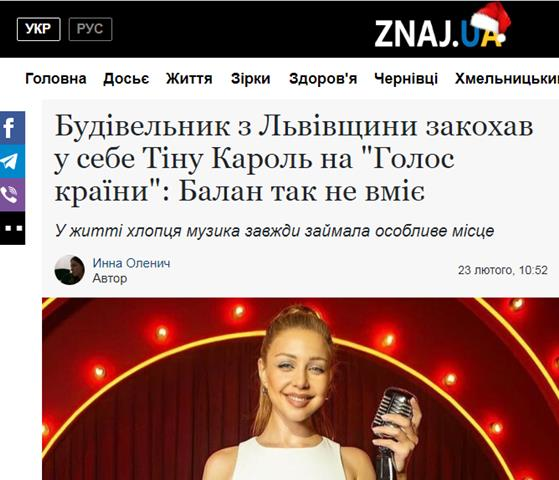 УКР
РУС
ZNAJ.UA
Головна Досьє Життя Зірки Здоров'я Чернівці Хмельницький
Будівельник з Львівщини закохав
у себе Тіну Кароль на "Голос
країни": Балан так не вміє
У житті хлопця музика завжди займала особливе місце
Инна Оленич
Автор
23 лютого, 10:52